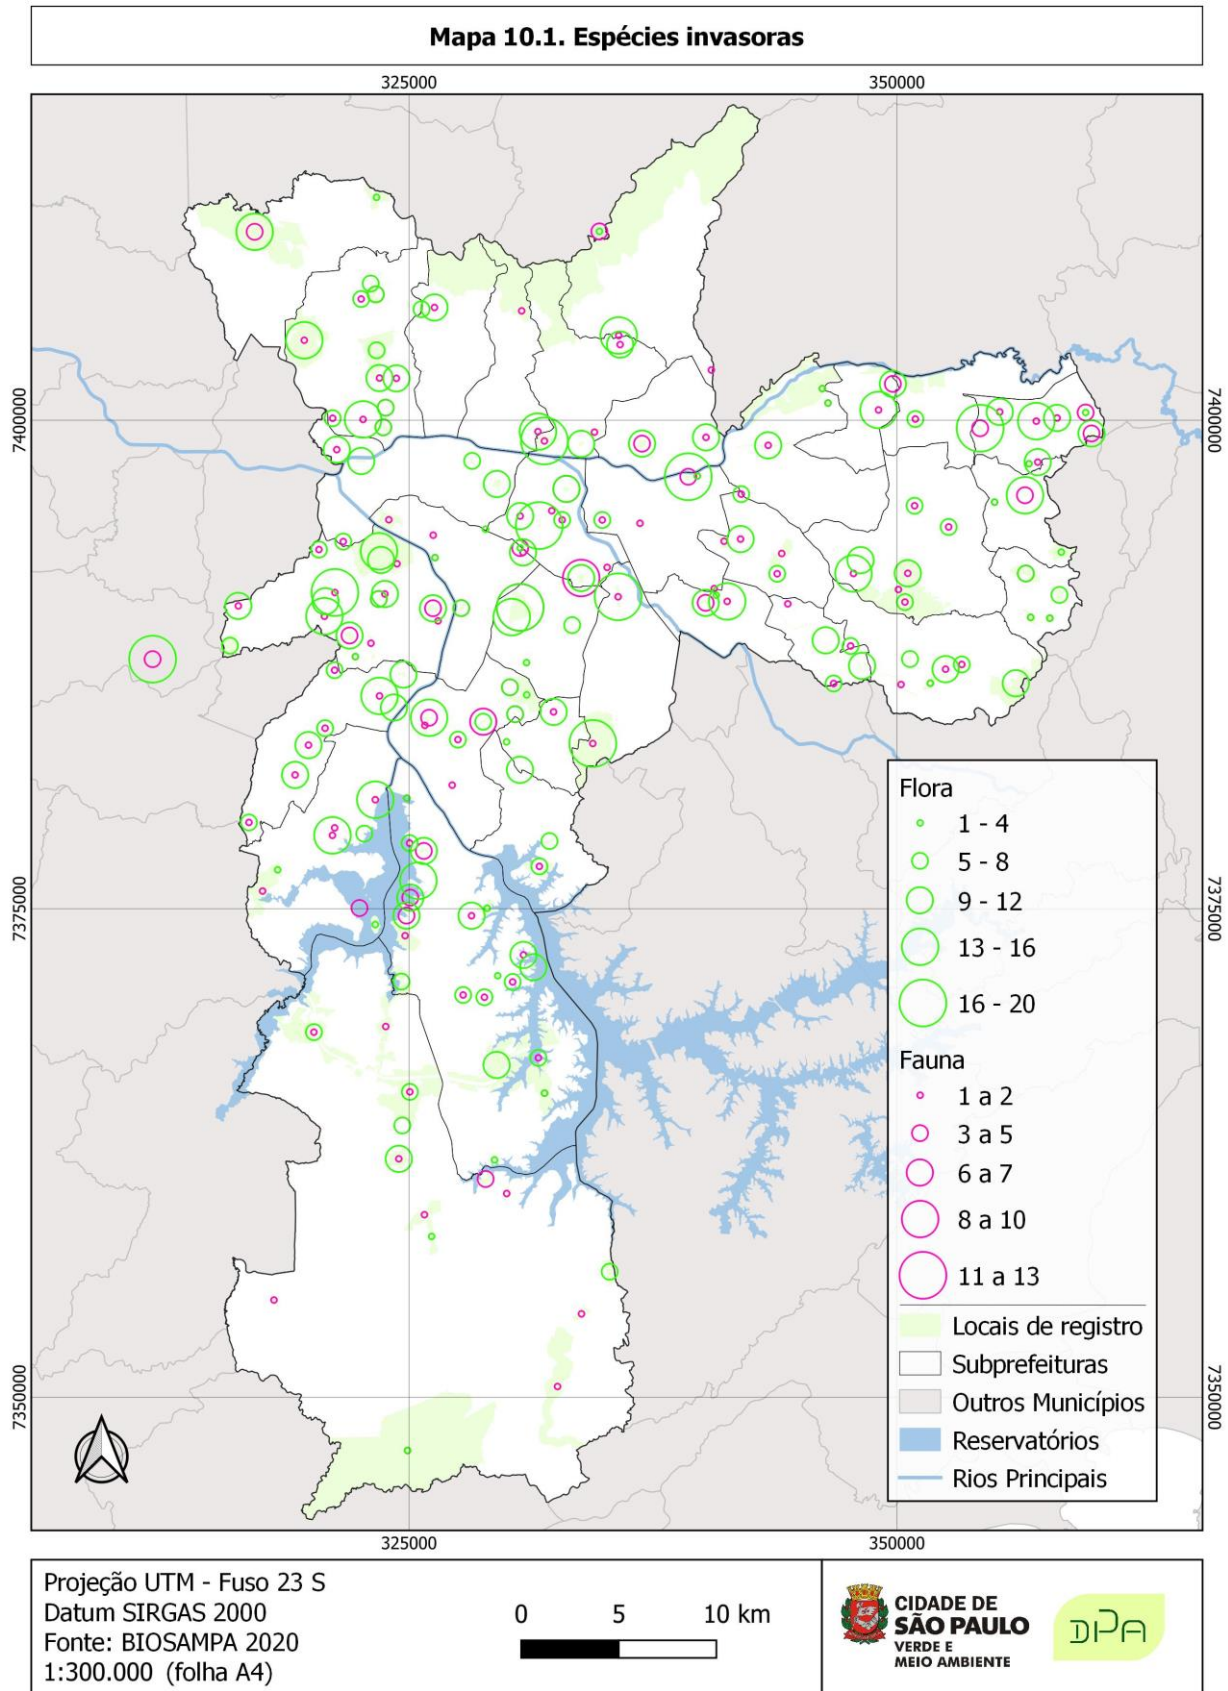 Mapa 10.1. Espécies invasoras
325000
350000
7400000
7400000
7375000
7375000
7350000
7350000
Flora
1 - 4
5 - 8
9 - 12
13 - 16
16 - 20
Fauna
1 a 2
3 a 5
6 a 7
8 a 10
11 a 13
Locais de registro
Subprefeituras
Outros Municípios
Reservatórios
Rios Principais
325000
350000
Projeção UTM - Fuso 23 S
Datum SIRGAS 2000
Fonte: BIOSAMPA 2020
1:300.000 (folha A4)
0 5 10 km
CIDADE DE
SÃO PAULO
VERDE E
MEIO AMBIENTE
DPA